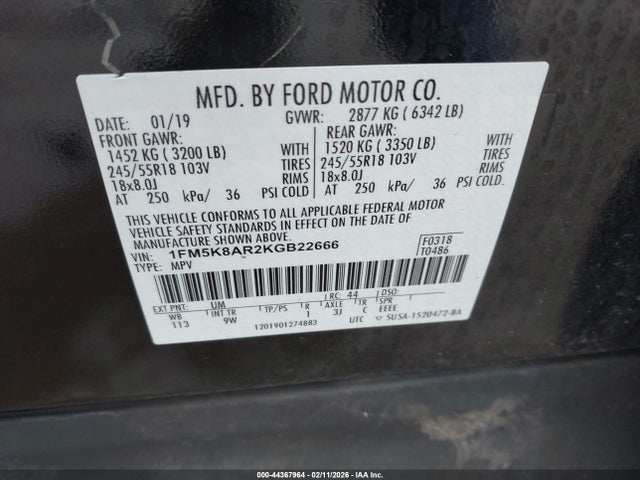 MFD. BY FORD MOTOR CO.
DATE: 01/19 GVWR: 2877 KG ( 6342 LB)
FRONT GAWR: REAR GAWR:
1452 KG ( 3200 LB) WITH 1520 KG ( 3350 LB) WITH
245/55R18 103V TIRES 245/55R18 103V TIRES
18x8.0J RIMS 18x8.0J RIMS
AT 250 kPa/ 36 PSI COLD AT 250 kPa/ 36 PSI COLD
THIS VEHICLE CONFORMS TO ALL APPLICABLE FEDERAL MOTOR
VEHICLE SAFETY STANDARDS IN EFFECT ON THE DATE OF
MANUFACTURE SHOWN ABOVE.
VIN: 1FM5K8AR2KGB22666 F0318
TYPE: MPV T0486
EXT PNT: UM RC: 44 DSO:
WB INT TR TP/PS R AXLE TR SPR
113 9W 1 3J C EEEE
1201901274883 UTC 5U5A-1520472-BA
000-44367964 - 02/11/2026 - IAA Inc.